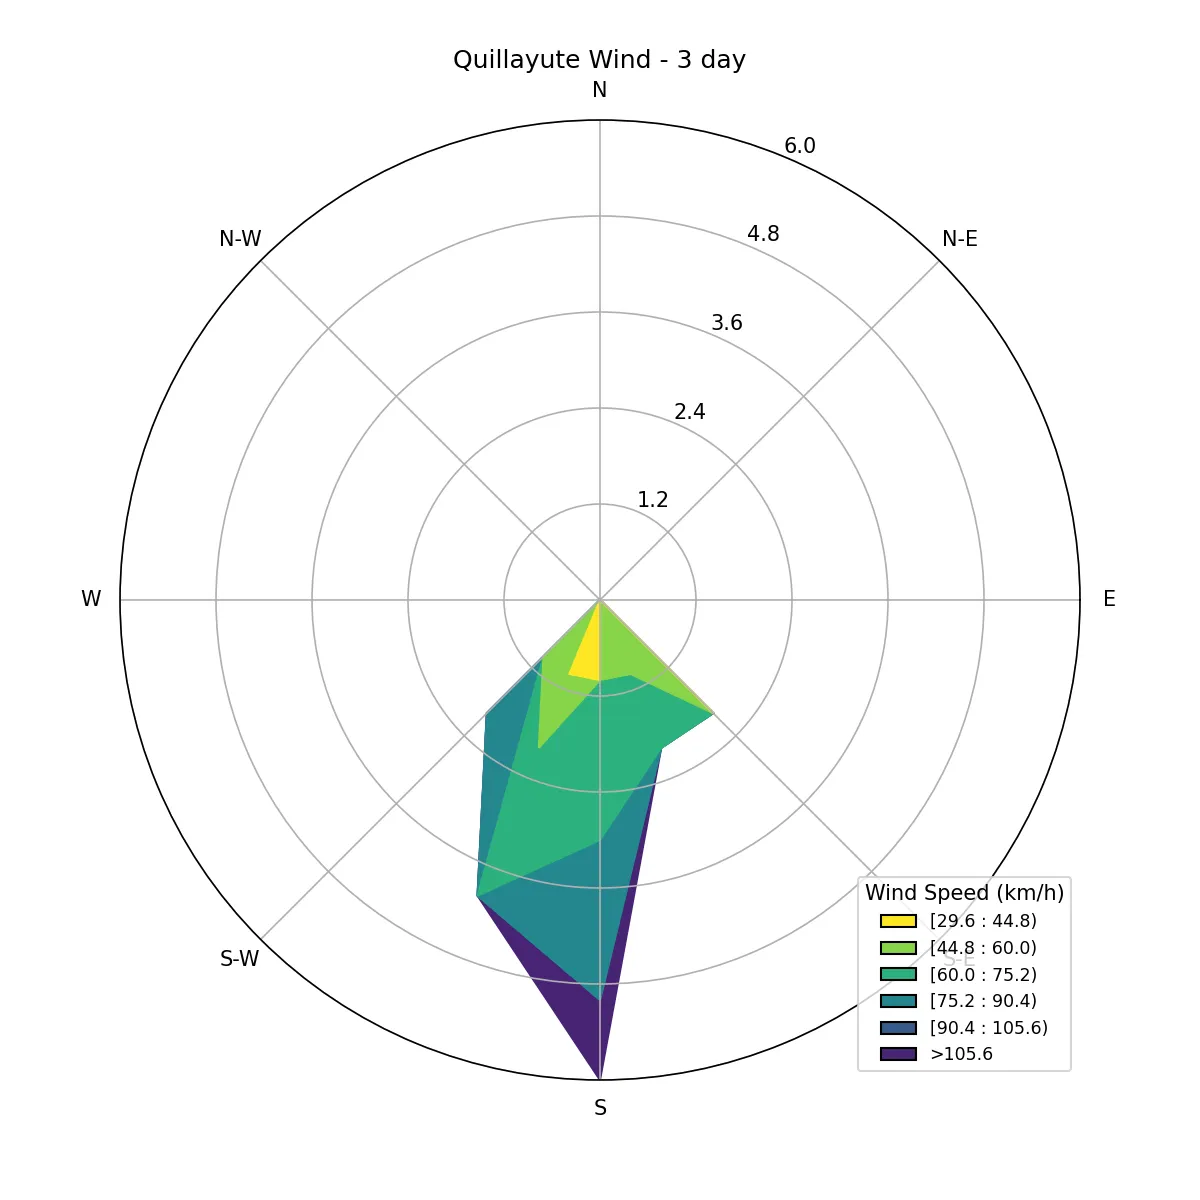 Quillayute Wind - 3 day
N
6.0
N-W
4.8
N-E
3.6
2.4
1.2
W
E
Wind Speed (km/h)
[29.6 : 44.8)
[44.8 : 60.0)
S-W
S-E
[60.0 : 75.2)
[75.2 : 90.4)
[90.4 : 105.6)
>105.6
S